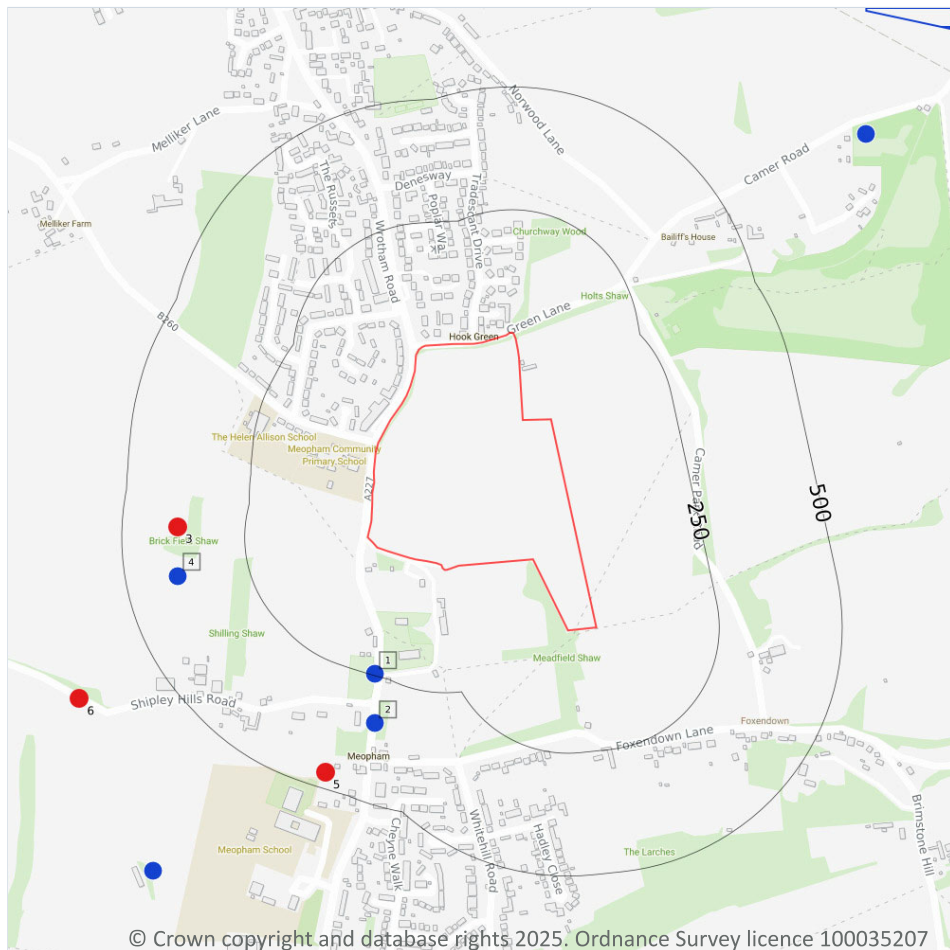 Norwood Lane
Melliker Lane
Camer Road
The Russets
Denesway
Poplar Wa
Tradescant Drive
Melliker Farm
Wrotham Road
Churchway Wood
Bailiff's House
Holts Shaw
B260
Green Lane
Hook Green
The Helen Allison School
Meopham Community
Primary School
A227
250
500
3
Brick Field Shaw
4
Shilling Shaw
1
Meadfield Shaw
Shipley Hills Road
6
2
Foxendown
Foxendown Lane
Meopham
5
Brimstone Hill
Cheyne Walk
Whitehill Road
Hadley Close
Meopham School
The Larches
© Crown copyright and database rights 2025. Ordnance Survey licence 100035207